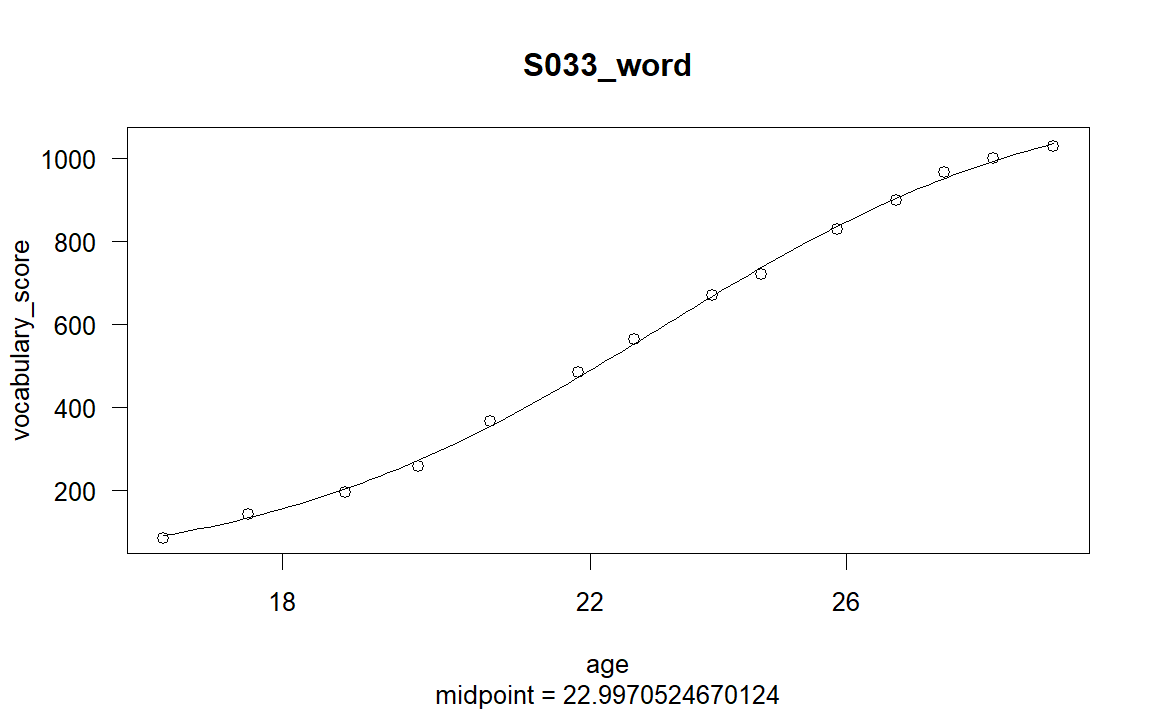 S033_word
vocabulary_score
1000
800
600
400
200
18 22 26
age
midpoint = 22.9970524670124